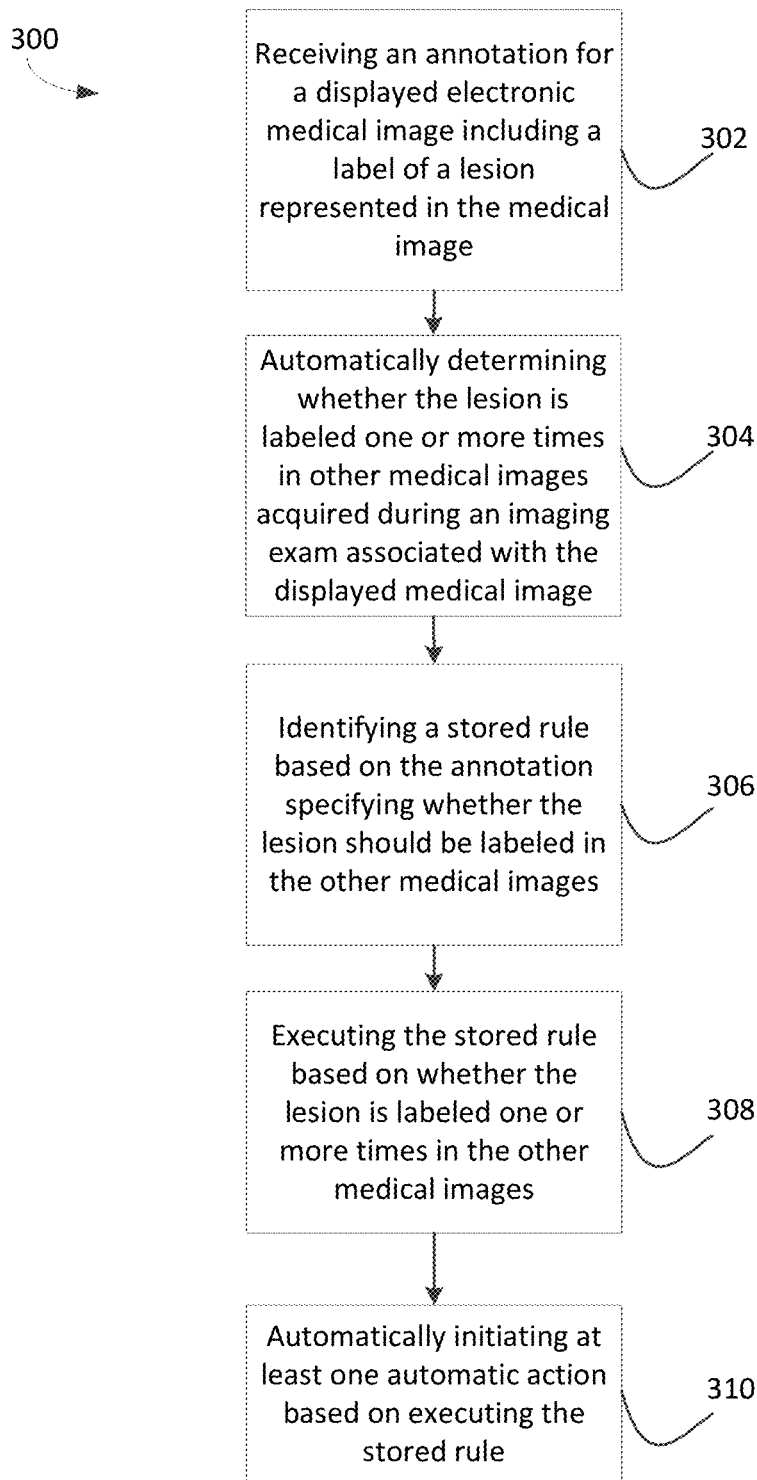 300
Receiving an annotation for
a displayed electronic
medical image including a
label of a lesion
represented in the medical
image
302
Automatically determining
whether the lesion is
labeled one or more times
in other medical images
acquired during an imaging
exam associated with the
displayed medical image
304
Identifying a stored rule
based on the annotation
specifying whether the
lesion should be labeled in
the other medical images
306
Executing the stored rule
based on whether the
lesion is labeled one or
more times in the other
medical images
308
Automatically initiating at
least one automatic action
based on executing the
stored rule
310